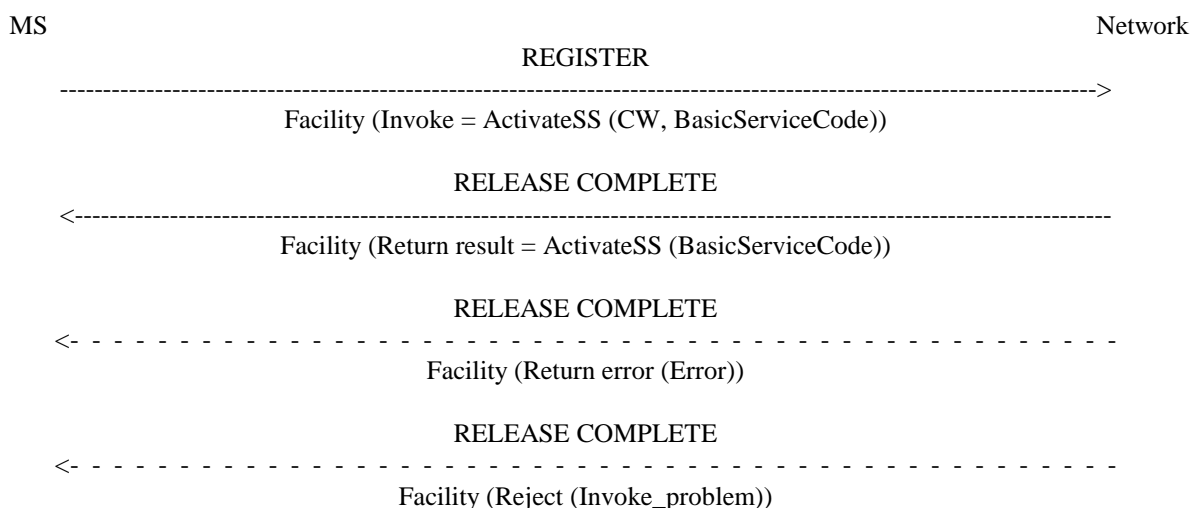 MS Network
REGISTER
------------------------------------------------------------------------------------------------------------------------>
Facility (Invoke = ActivateSS (CW, BasicServiceCode))
RELEASE COMPLETE
<------------------------------------------------------------------------------------------------------------------------
Facility (Return result = ActivateSS (BasicServiceCode))
RELEASE COMPLETE
<- - - - - - - - - - - - - - - - - - - - - - - - - - - - - - - - - - - - - - - - - - - - - - - -
Facility (Return error (Error))
RELEASE COMPLETE
<- - - - - - - - - - - - - - - - - - - - - - - - - - - - - - - - - - - - - - - - - - - - - - - -
Facility (Reject (Invoke_problem))